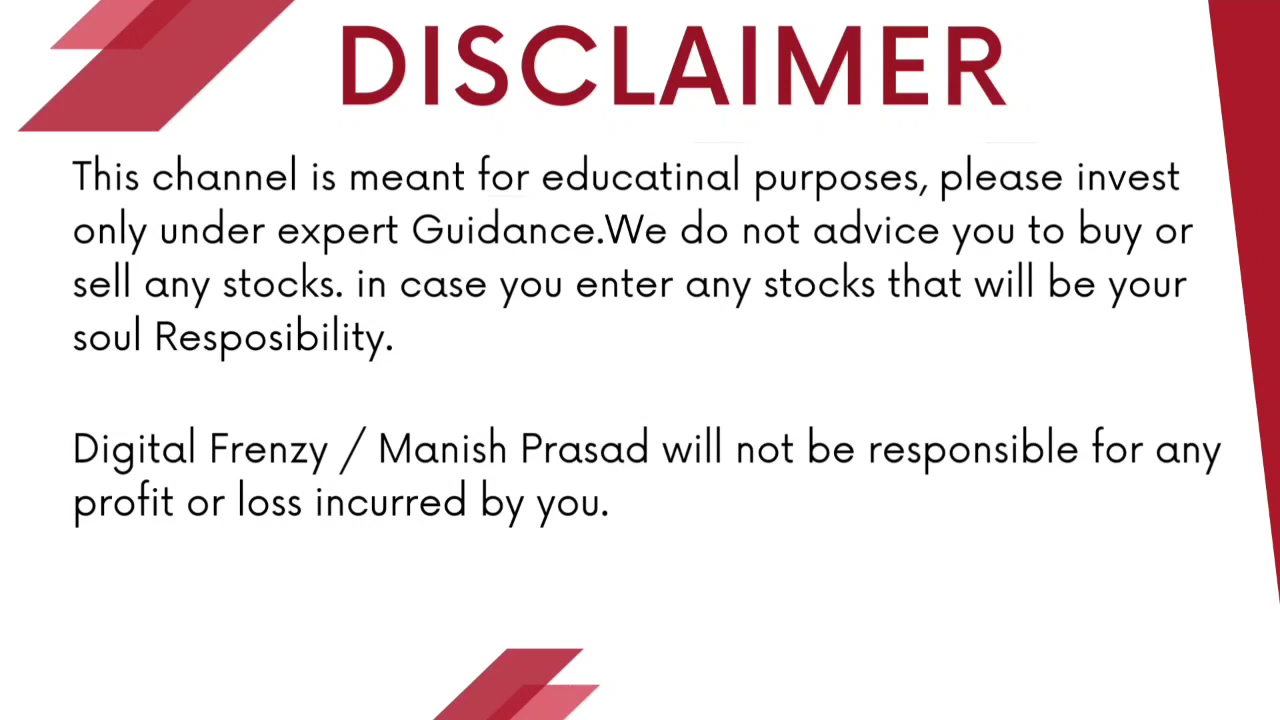 DISCLAIMER
This channel is meant for educatinal purposes, please invest
only under expert Guidance.We do not advice you to buy or
sell any stocks. in case you enter any stocks that will be your
soul Resposibility.
Digital Frenzy / Manish Prasad will not be responsible for any
profit or loss incurred by you.